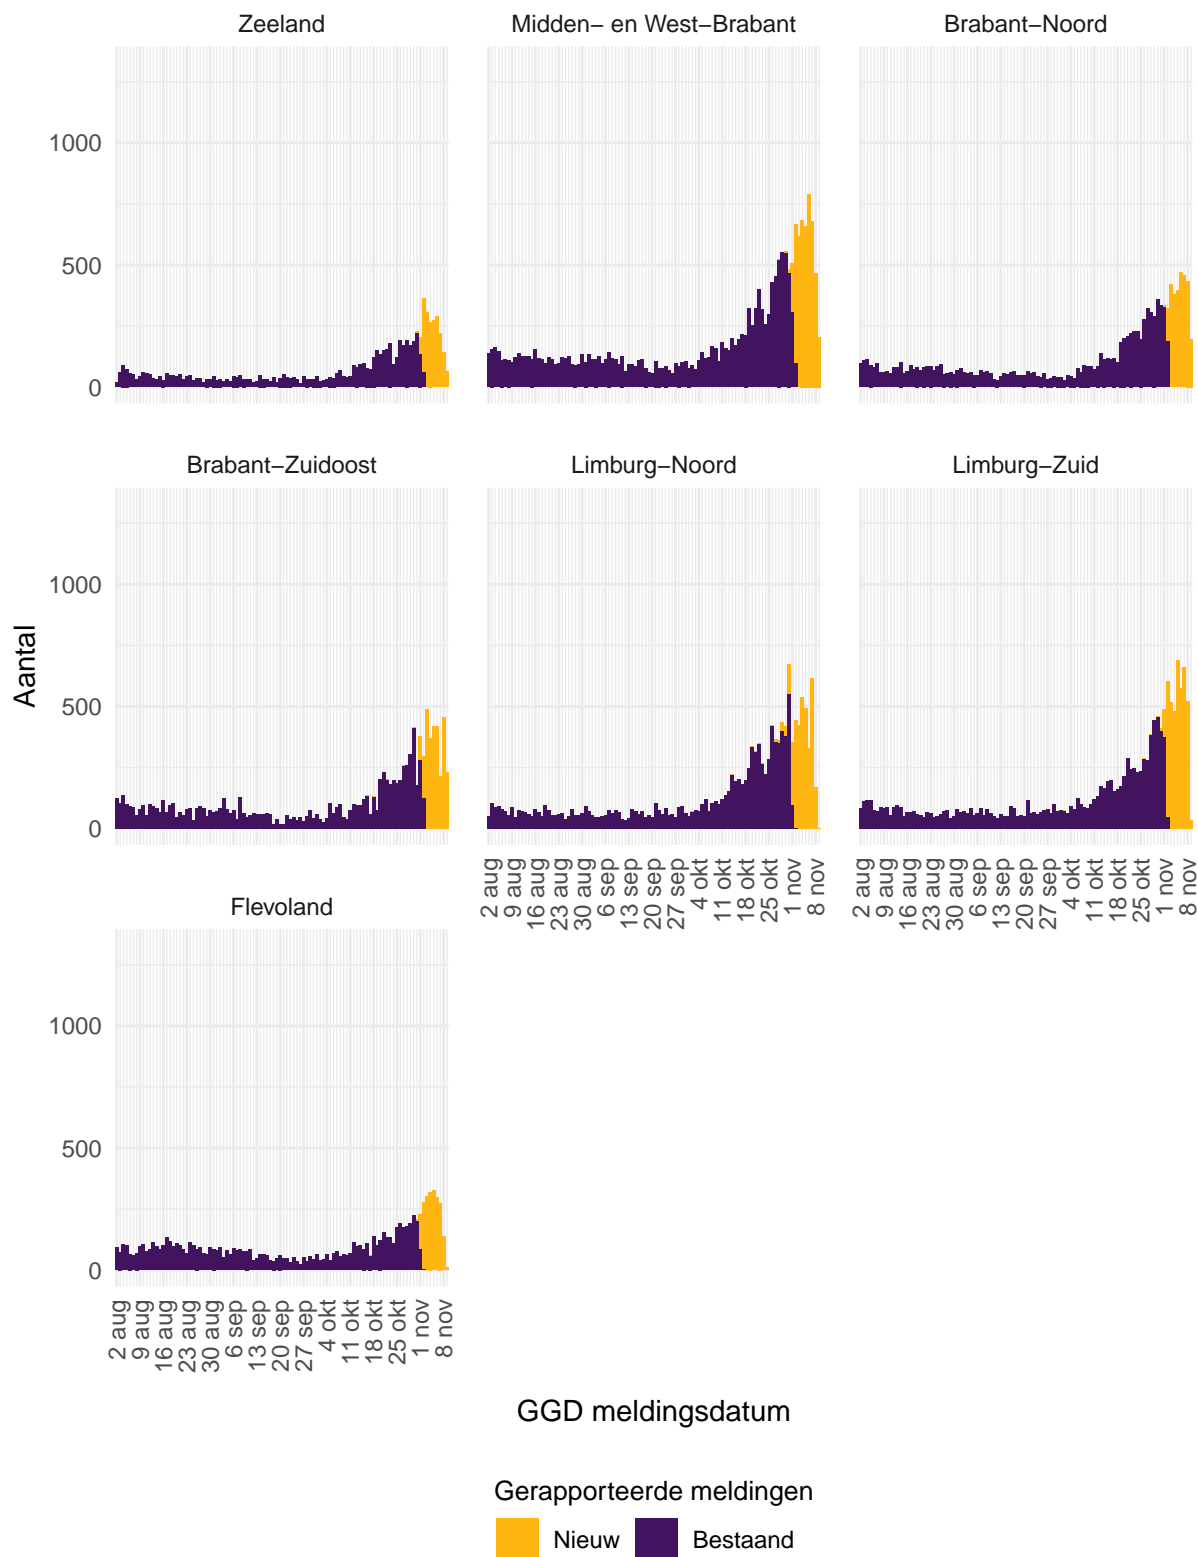 Zeeland
Midden− en West−Brabant
Brabant−Noord
1000
500
0
Brabant−Zuidoost
Limburg−Noord
Limburg−Zuid
Aantal
1000
500
0
2 aug
9 aug
16 aug
23 aug
30 aug
6 sep
13 sep
20 sep
27 sep
4 okt
11 okt
18 okt
25 okt
1 nov
8 nov
2 aug
9 aug
16 aug
23 aug
30 aug
6 sep
13 sep
20 sep
27 sep
4 okt
11 okt
18 okt
25 okt
1 nov
8 nov
Flevoland
1000
500
0
2 aug
9 aug
16 aug
23 aug
30 aug
6 sep
13 sep
20 sep
27 sep
4 okt
11 okt
18 okt
25 okt
1 nov
8 nov
GGD meldingsdatum
Gerapporteerde meldingen
Nieuw Bestaand